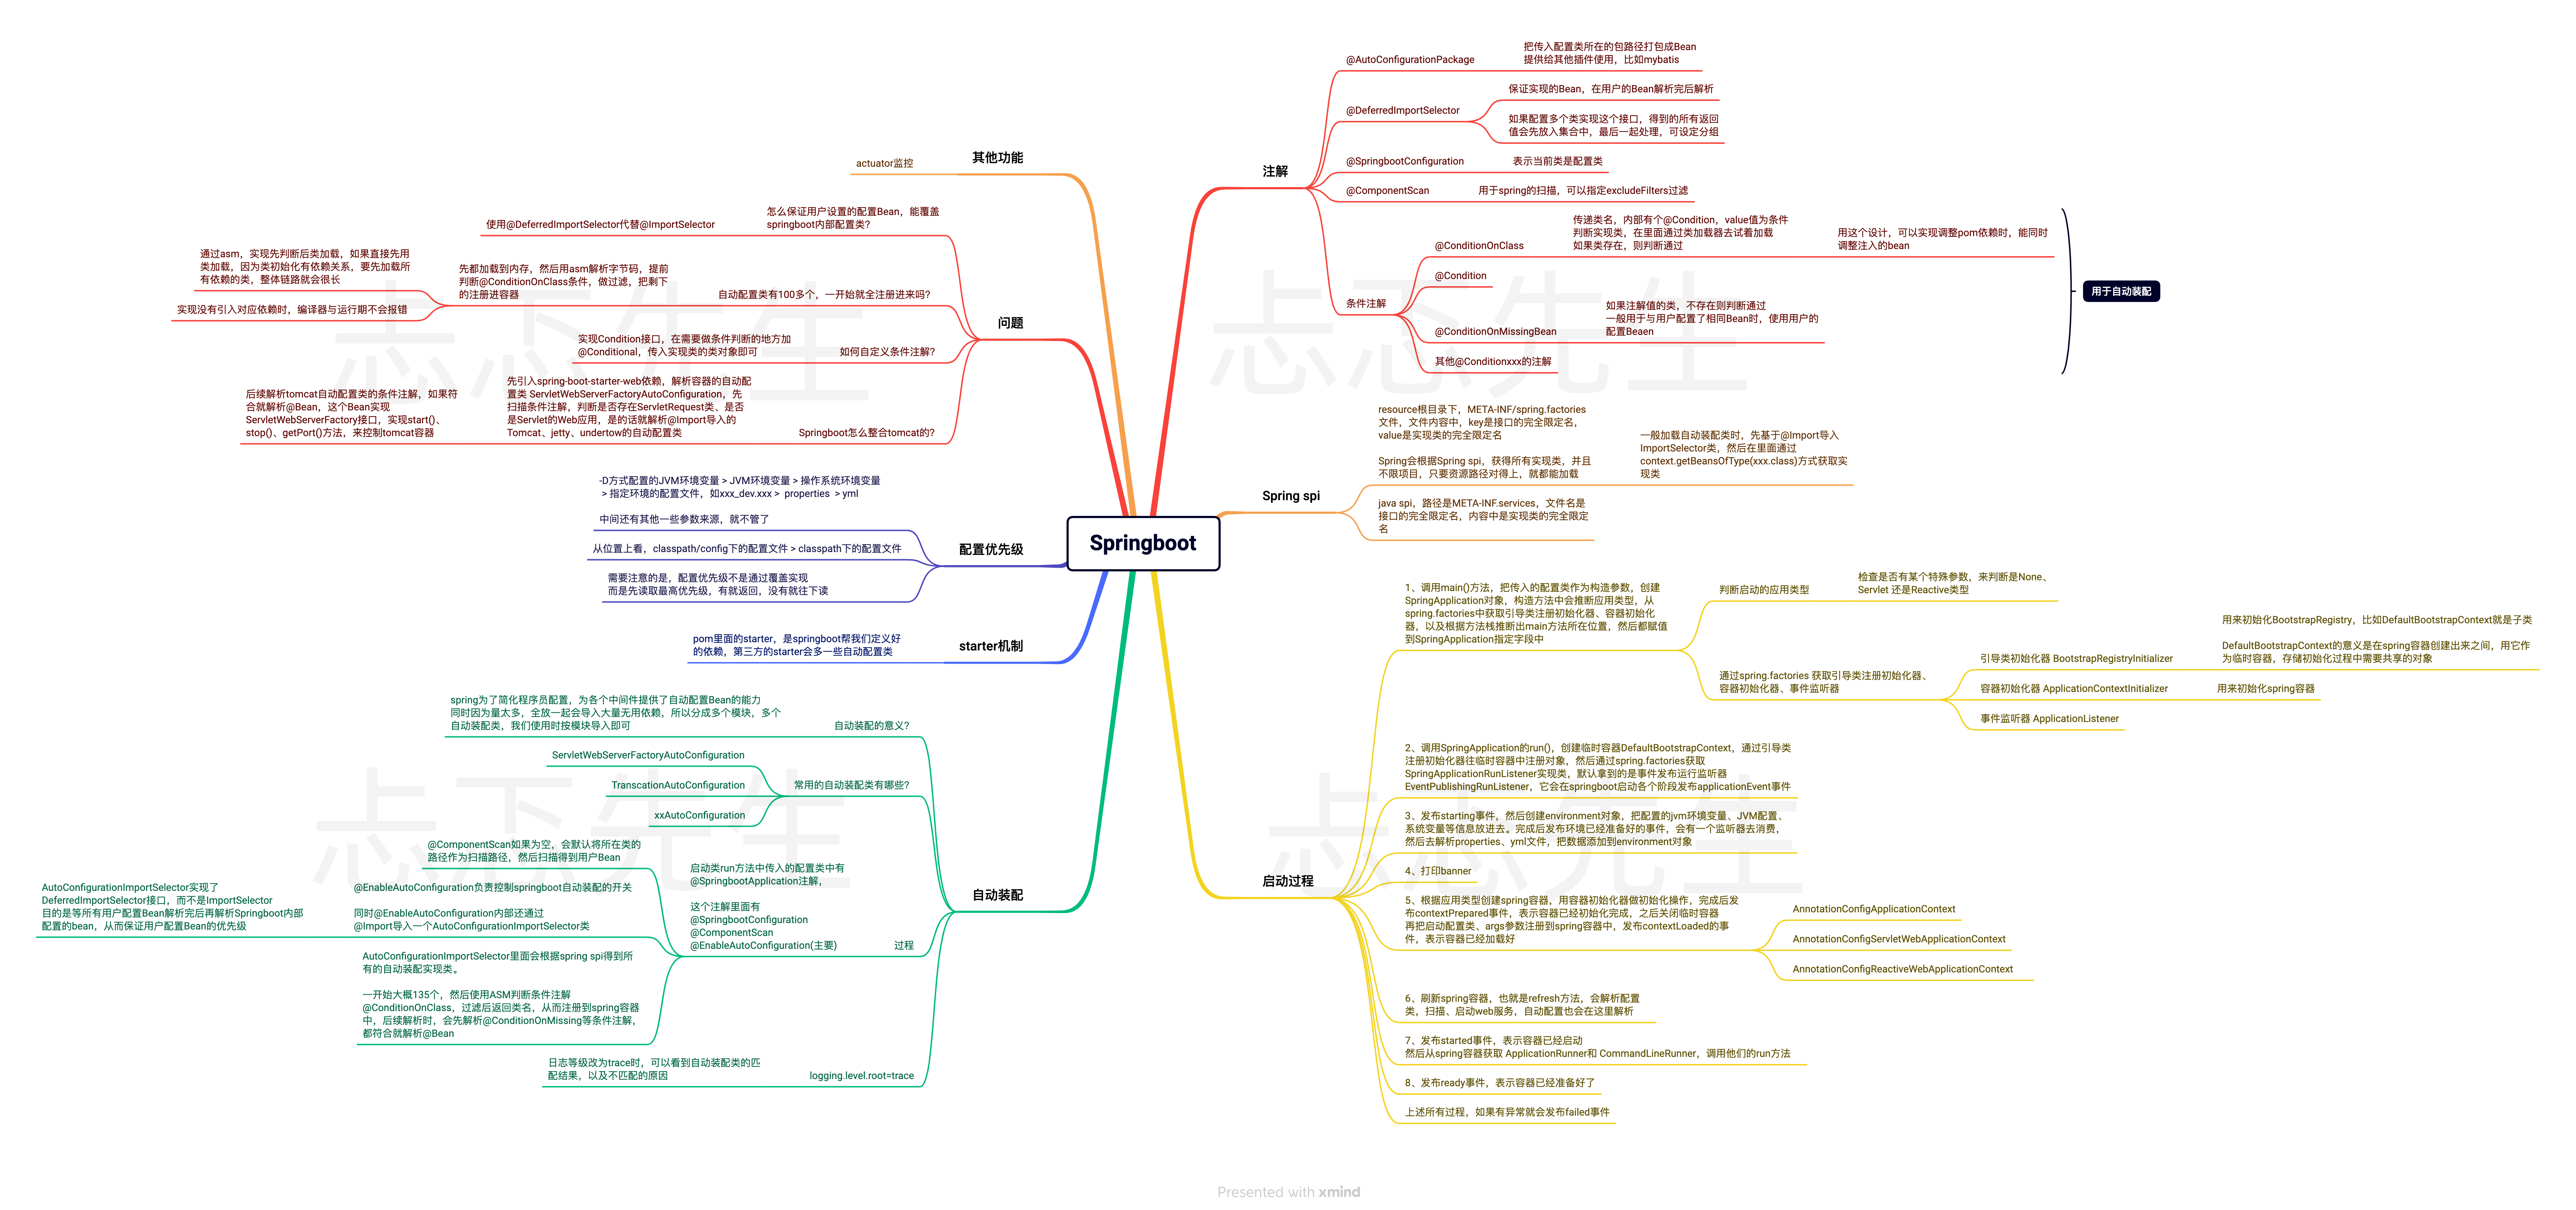 Springboot
注解
@AutoConfigurationPackage
把传入配置类所在的包路径打包成Bean
提供给其他插件使用，比如mybatis
@DeferredImportSelector
保证实现的Bean，在用户的Bean解析完后解析
如果配置多个类实现这个接口，得到的所有返回
值会先放入集合中，最后一起处理，可设定分组
@SpringbootConfiguration
表示当前类是配置类
@ComponentScan
用于spring的扫描，可以指定excludeFilters过滤
条件注解
@ConditionOnClass
传递类名，内部有个@Condition，value值为条件
判断实现类，在里面通过类加载器去试着加载
如果类存在，则判断通过
用这个设计，可以实现调整pom依赖时，能同时
调整注入的bean
@Condition
@ConditionOnMissingBean
如果注解值的类，不存在则判断通过
一般用于与用户配置了相同Bean时，使用用户的
配置Beaen
其他@Conditionxxx的注解
用于自动装配
Spring spi
resource根目录下，META-INF/spring.factories
文件，文件内容中，key是接口的完全限定名，
value是实现类的完全限定名
Spring会根据Spring spi，获得所有实现类，并且
不限项目，只要资源路径对得上，就都能加载
一般加载自动装配类时，先基于@Import导入
ImportSelector类，然后在里面通过
context.getBeansOfType(xxx.class)方式获取实
现类
java spi，路径是META-INF.services，文件名是
接口的完全限定名，内容中是实现类的完全限定
名
启动过程
1、调用main()方法，把传入的配置类作为构造参数，创建
SpringApplication对象，构造方法中会推断应用类型，从
spring.factories中获取引导类注册初始化器、容器初始化
器，以及根据方法栈推断出main方法所在位置，然后都赋值
到SpringApplication指定字段中
判断启动的应用类型
检查是否有某个特殊参数，来判断是None、
Servlet 还是Reactive类型
通过spring.factories 获取引导类注册初始化器、
容器初始化器、事件监听器
引导类初始化器 BootstrapRegistryInitializer
用来初始化BootstrapRegistry，比如DefaultBootstrapContext就是子类
DefaultBootstrapContext的意义是在spring容器创建出来之间，用它作
为临时容器，存储初始化过程中需要共享的对象
容器初始化器 ApplicationContextInitializer
用来初始化spring容器
事件监听器 ApplicationListener
2、调用SpringApplication的run()，创建临时容器DefaultBootstrapContext，通过引导类
注册初始化器往临时容器中注册对象，然后通过spring.factories获取
SpringApplicationRunListener实现类，默认拿到的是事件发布运行监听器
EventPublishingRunListener，它会在springboot启动各个阶段发布applicationEvent事件
3、发布starting事件，然后创建environment对象，把配置的jvm环境变量、JVM配置、
系统变量等信息放进去。完成后发布环境已经准备好的事件，会有一个监听器去消费，
然后去解析properties、yml文件，把数据添加到environment对象
4、打印banner
5、根据应用类型创建spring容器，用容器初始化器做初始化操作，完成后发
布contextPrepared事件，表示容器已经初始化完成，之后关闭临时容器
再把启动配置类、args参数注册到spring容器中，发布contextLoaded的事
件，表示容器已经加载好
AnnotationConfigApplicationContext
AnnotationConfigServletWebApplicationContext
AnnotationConfigReactiveWebApplicationContext
6、刷新spring容器，也就是refresh方法，会解析配置
类，扫描、启动web服务，自动配置也会在这里解析
7、发布started事件，表示容器已经启动
然后从spring容器获取 ApplicationRunner和 CommandLineRunner，调用他们的run方法
8、发布ready事件，表示容器已经准备好了
上述所有过程，如果有异常就会发布failed事件
其他功能
actuator监控
问题
怎么保证用户设置的配置Bean，能覆盖
springboot内部配置类？
使用@DeferredImportSelector代替@ImportSelector
自动配置类有100多个，一开始就全注册进来吗？
先都加载到内存，然后用asm解析字节码，提前
判断@ConditionOnClass条件，做过滤，把剩下
的注册进容器
通过asm，实现先判断后类加载，如果直接先用
类加载，因为类初始化有依赖关系，要先加载所
有依赖的类，整体链路就会很长
实现没有引入对应依赖时，编译器与运行期不会报错
如何自定义条件注解？
实现Condition接口，在需要做条件判断的地方加
@Conditional，传入实现类的类对象即可
Springboot怎么整合tomcat的？
先引入spring-boot-starter-web依赖，解析容器的自动配
置类 ServletWebServerFactoryAutoConfiguration，先
扫描条件注解，判断是否存在ServletRequest类、是否
是Servlet的Web应用，是的话就解析@Import导入的
Tomcat、jetty、undertow的自动配置类
后续解析tomcat自动配置类的条件注解，如果符
合就解析@Bean，这个Bean实现
ServletWebServerFactory接口，实现start()、
stop()、getPort()方法，来控制tomcat容器
配置优先级
-D方式配置的JVM环境变量 > JVM环境变量 > 操作系统环境变量
> 指定环境的配置文件，如xxx_dev.xxx > properties > yml
中间还有其他一些参数来源，就不管了
从位置上看，classpath/config下的配置文件 > classpath下的配置文件
需要注意的是，配置优先级不是通过覆盖实现
而是先读取最高优先级，有就返回，没有就往下读
starter机制
pom里面的starter，是springboot帮我们定义好
的依赖，第三方的starter会多一些自动配置类
自动装配
自动装配的意义？
spring为了简化程序员配置，为各个中间件提供了自动配置Bean的能力
同时因为量太多，全放一起会导入大量无用依赖，所以分成多个模块，多个
自动装配类，我们使用时按模块导入即可
常用的自动装配类有哪些？
ServletWebServerFactoryAutoConfiguration
TranscationAutoConfiguration
xxAutoConfiguration
过程
启动类run方法中传入的配置类中有
@SpringbootApplication注解，
这个注解里面有
@SpringbootConfiguration
@ComponentScan
@EnableAutoConfiguration(主要)
@ComponentScan如果为空，会默认将所在类的
路径作为扫描路径，然后扫描得到用户Bean
@EnableAutoConfiguration负责控制springboot自动装配的开关
同时@EnableAutoConfiguration内部还通过
@Import导入一个AutoConfigurationImportSelector类
AutoConfigurationImportSelector实现了
DeferredImportSelector接口，而不是ImportSelector
目的是等所有用户配置Bean解析完后再解析Springboot内部
配置的bean，从而保证用户配置Bean的优先级
AutoConfigurationImportSelector里面会根据spring spi得到所
有的自动装配实现类。
一开始大概135个，然后使用ASM判断条件注解
@ConditionOnClass，过滤后返回类名，从而注册到spring容器
中，后续解析时，会先解析@ConditionOnMissing等条件注解，
都符合就解析@Bean
logging.level.root=trace
日志等级改为trace时，可以看到自动装配类的匹
配结果，以及不匹配的原因
忐忑先生
忐忑先生
忐忑先生
忐忑先生
Presented with xmind